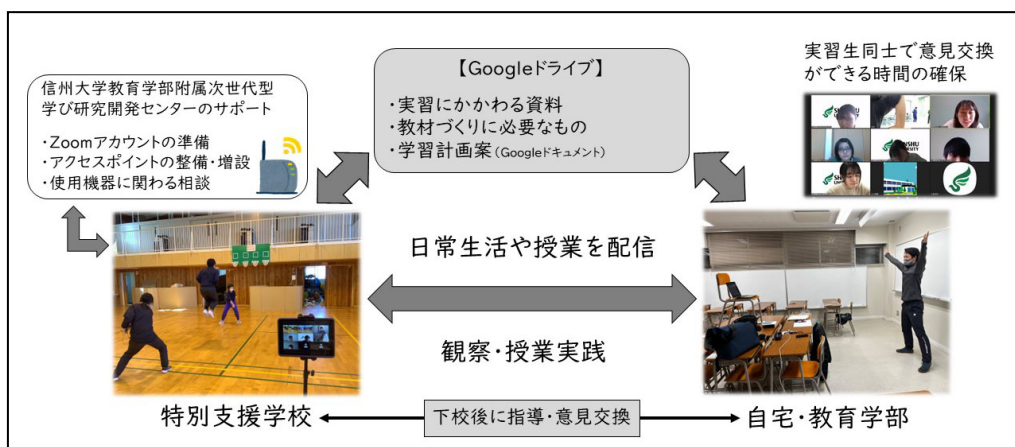 信州大学教育学部附属次世代型
学び研究開発センターのサポート
・Zoomアカウントの準備
・アクセスポイントの整備・増設
・使用機器に関わる相談
【Googleドライブ】
・実習にかかわる資料
・教材づくりに必要なもの
・学習計画案(Googleドキュメント)
実習生同士で意見交換
ができる時間の確保
日常生活や授業を配信
観察・授業実践
特別支援学校
下校後に指導・意見交換
自宅・教育学部